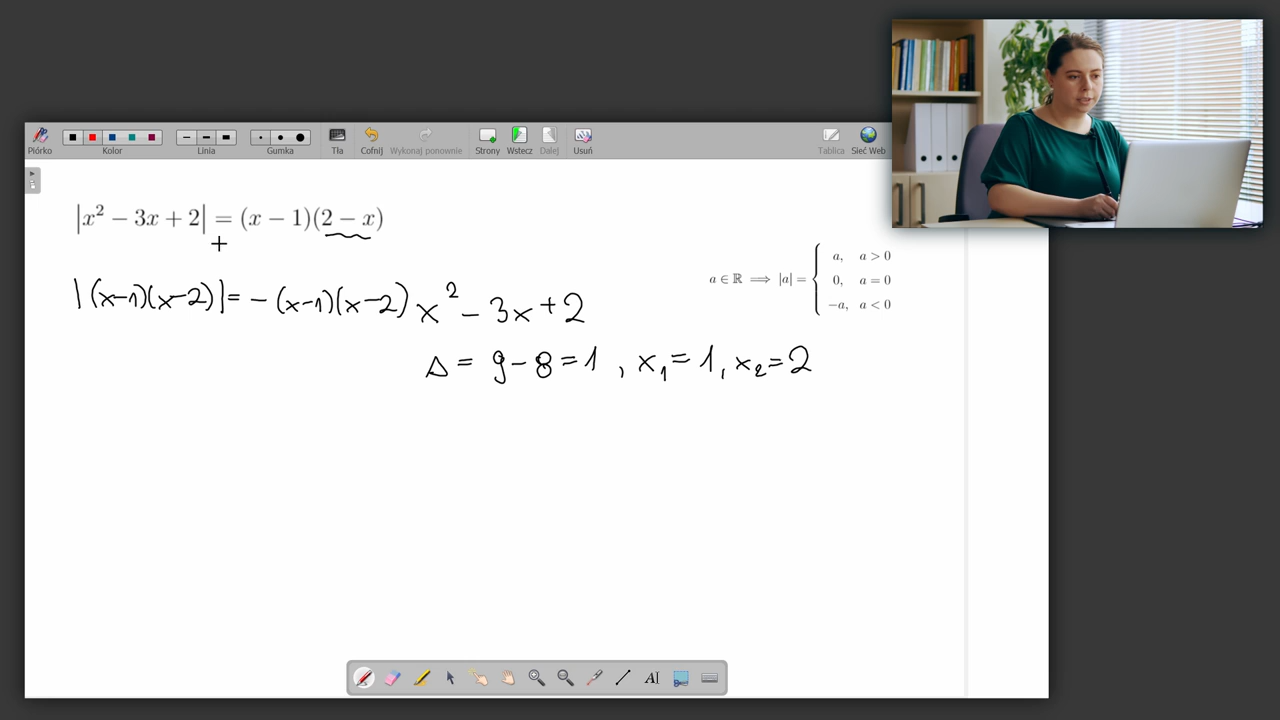 Piórko Kolor Linia Gumka Tła Cofnij Wykonaj ponownie Strony Wstecz Dalej Usuń Tablica Sieć Web
|x² − 3x + 2| = (x − 1)(2 − x)
+
a ∈ ℝ ⟹ |a| = { a, a > 0
0, a = 0
−a, a < 0
|(x−1)(x−2)| = −(x−1)(x−2) x² − 3x + 2
Δ = 9 − 8 = 1 , x₁ = 1, x₂ = 2
A